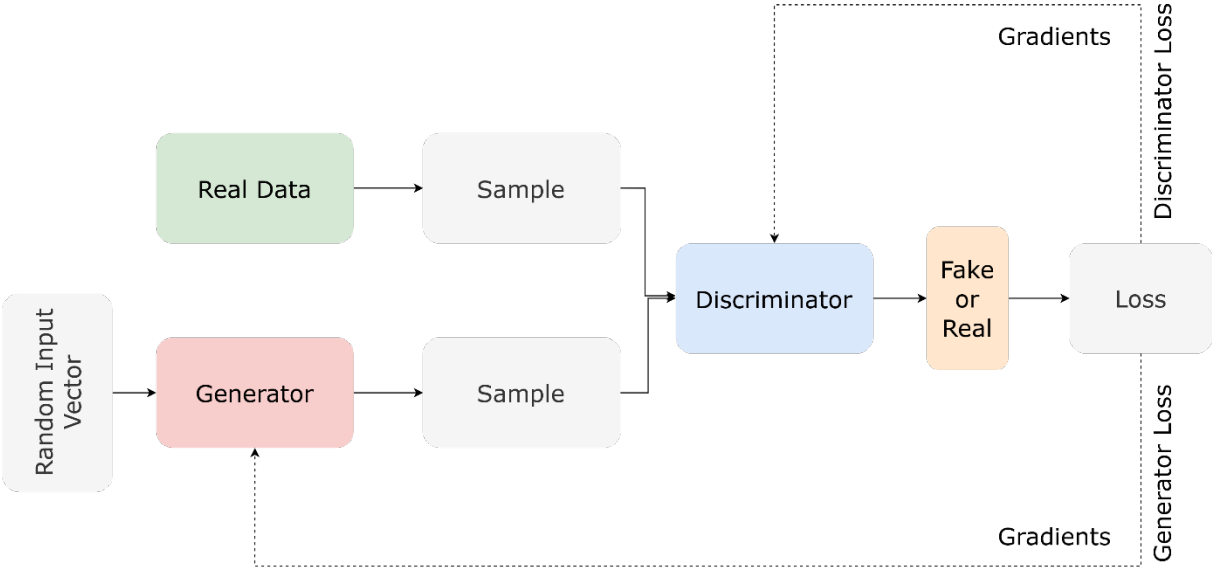 Gradients
Discriminator Loss
Real Data
Sample
Discriminator
Fake
or
Real
Loss
Random Input
Vector
Generator
Sample
Gradients
Generator Loss